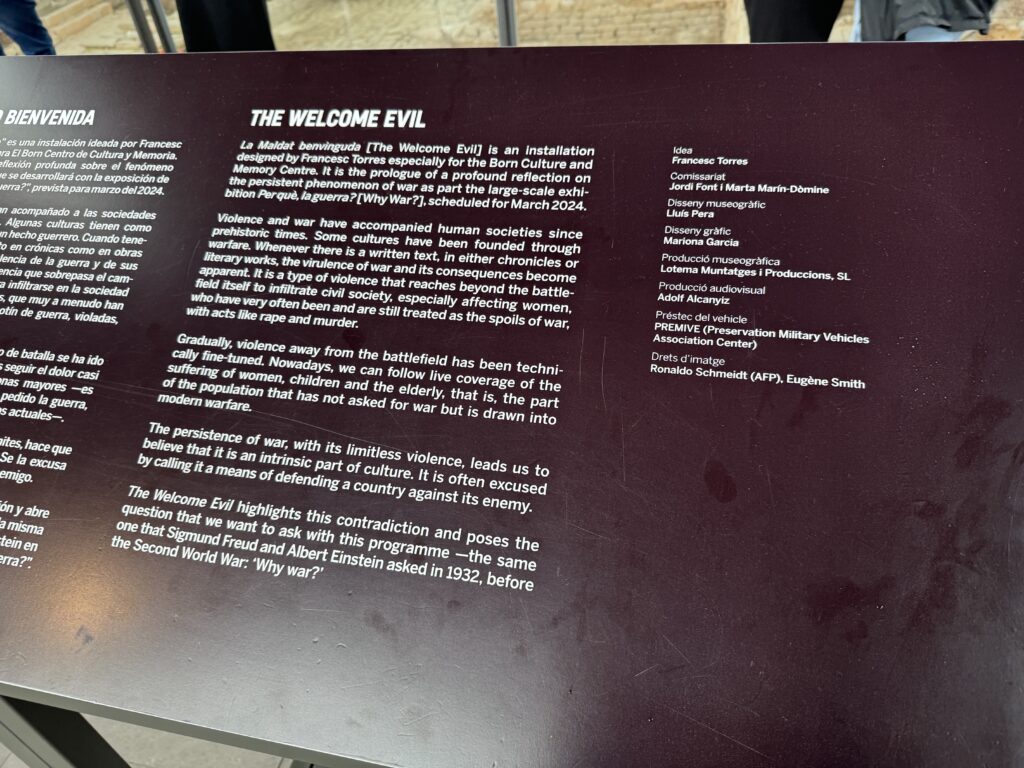 BIENVENIDA
es una instalación ideada por Francesc
ra El Born Centro de Cultura y Memoria.
eflexión profunda sobre el fenómeno
ue se desarrollará con la exposición de
uerra?”, prevista para marzo del 2024.
an acompañado a las sociedades
. Algunas culturas tienen como
un hecho guerrero. Cuando tene-
to en crónicas como en obras
olencia de la guerra y de sus
encia que sobrepasa el cam-
a infiltrarse en la sociedad
s, que muy a menudo han
otín de guerra, violadas,
o de batalla se ha ido
s seguir el dolor casi
onas mayores —es
pedido la guerra,
s actuales—.
nites, hace que
Se la excusa
emigo.
ión y abre
la misma
stein en
erra?”.
THE WELCOME EVIL
La Maldat benvinguda [The Welcome Evil] is an installation
designed by Francesc Torres especially for the Born Culture and
Memory Centre. It is the prologue of a profound reflection on
the persistent phenomenon of war as part the large-scale exhi-
bition Per què, la guerra? [Why War?], scheduled for March 2024.
Violence and war have accompanied human societies since
prehistoric times. Some cultures have been founded through
warfare. Whenever there is a written text, in either chronicles or
literary works, the virulence of war and its consequences become
apparent. It is a type of violence that reaches beyond the battle-
field itself to infiltrate civil society, especially affecting women,
who have very often been and are still treated as the spoils of war,
with acts like rape and murder.
Gradually, violence away from the battlefield has been techni-
cally fine-tuned. Nowadays, we can follow live coverage of the
suffering of women, children and the elderly, that is, the part
of the population that has not asked for war but is drawn into
modern warfare.
The persistence of war, with its limitless violence, leads us to
believe that it is an intrinsic part of culture. It is often excused
by calling it a means of defending a country against its enemy.
The Welcome Evil highlights this contradiction and poses the
question that we want to ask with this programme —the same
one that Sigmund Freud and Albert Einstein asked in 1932, before
the Second World War: ‘Why war?’
Idea
Francesc Torres
Comissariat
Jordi Font i Marta Marín-Dòmine
Disseny museogràfic
Lluís Pera
Disseny gràfic
Mariona Garcia
Producció museogràfica
Lotema Muntatges i Produccions, SL
Producció audiovisual
Adolf Alcanyiz
Préstec del vehicle
PREMIVE (Preservation Military Vehicles
Association Center)
Drets d’imatge
Ronaldo Schmeidt (AFP), Eugène Smith